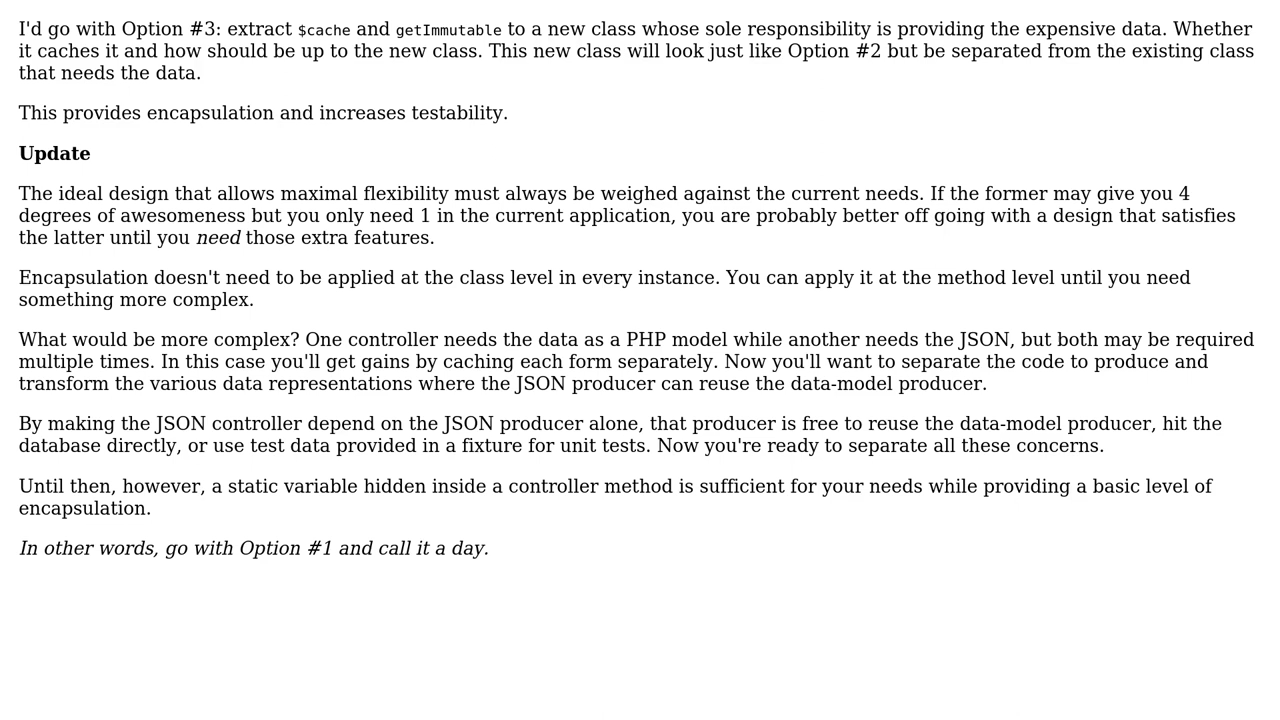 I'd go with Option #3: extract $cache and getImmutable to a new class whose sole responsibility is providing the expensive data. Whether
it caches it and how should be up to the new class. This new class will look just like Option #2 but be separated from the existing class
that needs the data.
This provides encapsulation and increases testability.
Update
The ideal design that allows maximal flexibility must always be weighed against the current needs. If the former may give you 4
degrees of awesomeness but you only need 1 in the current application, you are probably better off going with a design that satisfies
the latter until you need those extra features.
Encapsulation doesn't need to be applied at the class level in every instance. You can apply it at the method level until you need
something more complex.
What would be more complex? One controller needs the data as a PHP model while another needs the JSON, but both may be required
multiple times. In this case you'll get gains by caching each form separately. Now you'll want to separate the code to produce and
transform the various data representations where the JSON producer can reuse the data-model producer.
By making the JSON controller depend on the JSON producer alone, that producer is free to reuse the data-model producer, hit the
database directly, or use test data provided in a fixture for unit tests. Now you're ready to separate all these concerns.
Until then, however, a static variable hidden inside a controller method is sufficient for your needs while providing a basic level of
encapsulation.
In other words, go with Option #1 and call it a day.